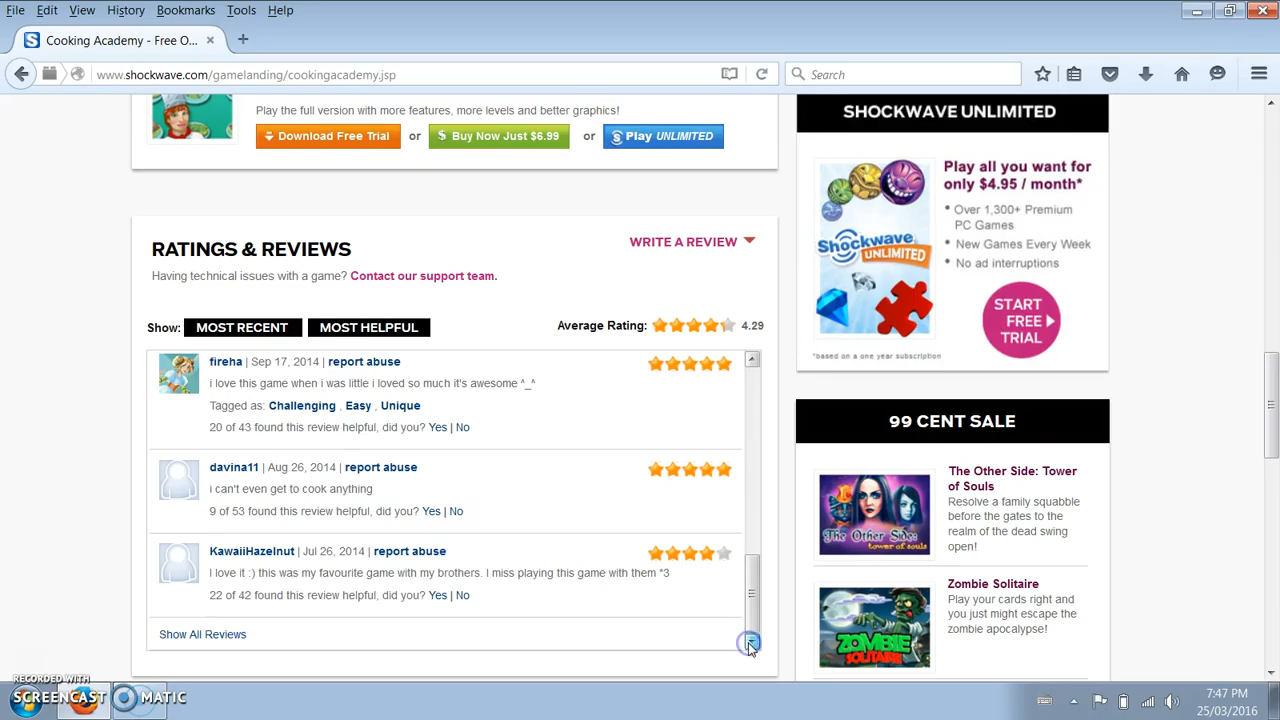 File Edit View History Bookmarks Tools Help
Cooking Academy - Free O...
www.shockwave.com/gamelanding/cookingacademy.jsp
Search
Play the full version with more features, more levels and better graphics!
Download Free Trial or $ Buy Now Just $6.99 or Play UNLIMITED
RATINGS & REVIEWS
WRITE A REVIEW
Having technical issues with a game? Contact our support team.
Show: MOST RECENT MOST HELPFUL Average Rating: 4.29
fireha | Sep 17, 2014 | report abuse
i love this game when i was little i loved so much it's awesome ^_^
Tagged as: Challenging , Easy , Unique
20 of 43 found this review helpful, did you? Yes | No
davina11 | Aug 26, 2014 | report abuse
i can't even get to cook anything
9 of 53 found this review helpful, did you? Yes | No
KawaiiHazelnut | Jul 26, 2014 | report abuse
I love it :) this was my favourite game with my brothers. I miss playing this game with them *3
22 of 42 found this review helpful, did you? Yes | No
Show All Reviews
SHOCKWAVE UNLIMITED
Shockwave
UNLIMITED
Play all you want for
only $4.95 / month*
• Over 1,300+ Premium
PC Games
• New Games Every Week
• No ad interruptions
START
FREE
TRIAL
*based on a one year subscription
99 CENT SALE
The Other Side:
tower of souls
The Other Side: Tower
of Souls
Resolve a family squabble
before the gates to the
realm of the dead swing
open!
ZOMBIE
SOLITAIRE
Zombie Solitaire
Play your cards right and
you just might escape the
zombie apocalypse!
RECORDED WITH
SCREENCAST MATIC
7:47 PM
25/03/2016